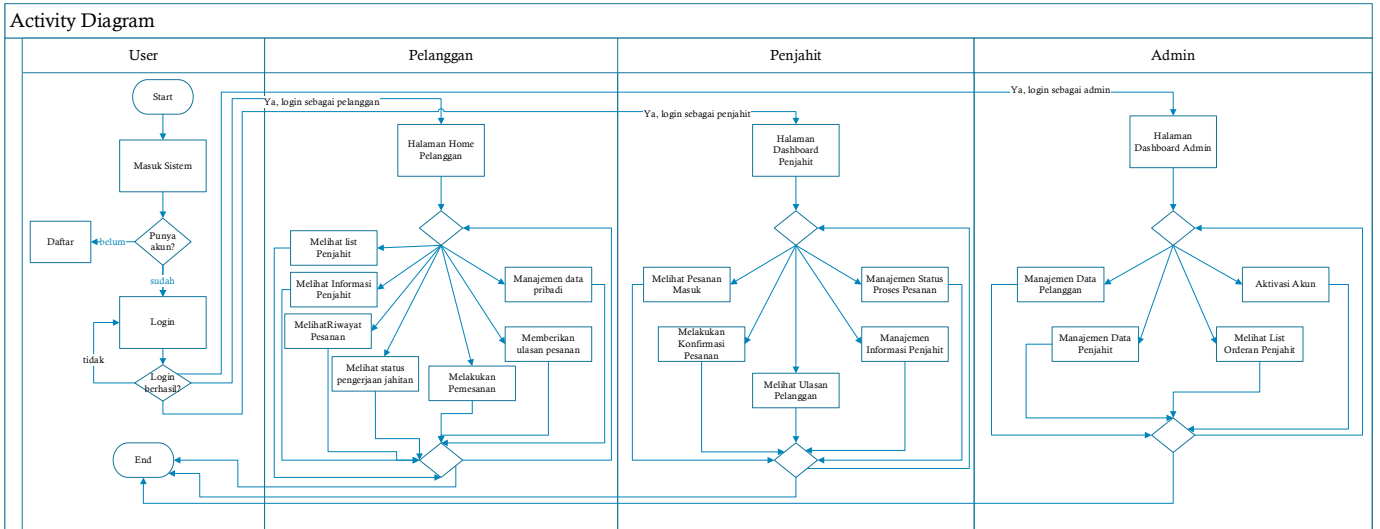 Activity Diagram
User
Pelanggan
Penjahit
Admin
Start
Masuk Sistem
Punya
akun?
belum
Daftar
sudah
Login
tidak
Login
berhasil?
End
Ya, login sebagai pelanggan
Halaman Home
Pelanggan
Melihat list
Penjahit
Melihat Informasi
Penjahit
MelihatRiwayat
Pesanan
Melihat status
pengerjaan jahitan
Melakukan
Pemesanan
Memberikan
ulasan pesanan
Manajemen data
pribadi
Ya, login sebagai penjahit
Halaman
Dashboard
Penjahit
Melihat Pesanan
Masuk
Melakukan
Konfirmasi
Pesanan
Melihat Ulasan
Pelanggan
Manajemen
Informasi Penjahit
Manajemen Status
Proses Pesanan
Ya, login sebagai admin
Halaman
Dashboard Admin
Manajemen Data
Pelanggan
Manajemen Data
Penjahit
Melihat List
Orderan Penjahit
Aktivasi Akun